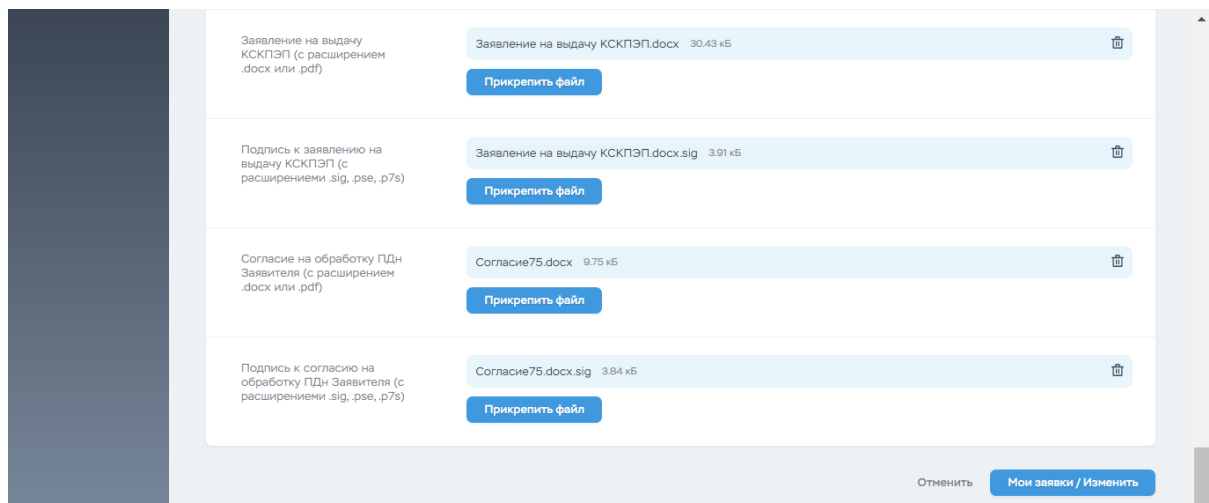 Заявление на выдачу
КСКПЭП (с расширением
.docx или .pdf)
Заявление на выдачу КСКПЭП.docx 30.43 кБ
Прикрепить файл
Подпись к заявлению на
выдачу КСКПЭП (с
расширениеми .sig, .pse, .p7s)
Заявление на выдачу КСКПЭП.docx.sig 3.91 кБ
Прикрепить файл
Согласие на обработку ПДн
Заявителя (с расширением
.docx или .pdf)
Согласие75.docx 9.75 кБ
Прикрепить файл
Подпись к согласию на
обработку ПДн Заявителя (с
расширениеми .sig, .pse, .p7s)
Согласие75.docx.sig 3.84 кБ
Прикрепить файл
Отменить
Мои заявки / Изменить